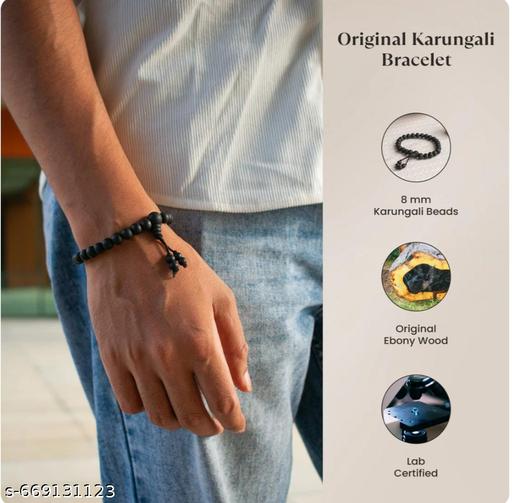 Original Karungali
Bracelet
8 mm
Karungali Beads
Original
Ebony Wood
Lab
Certified
s-669131123